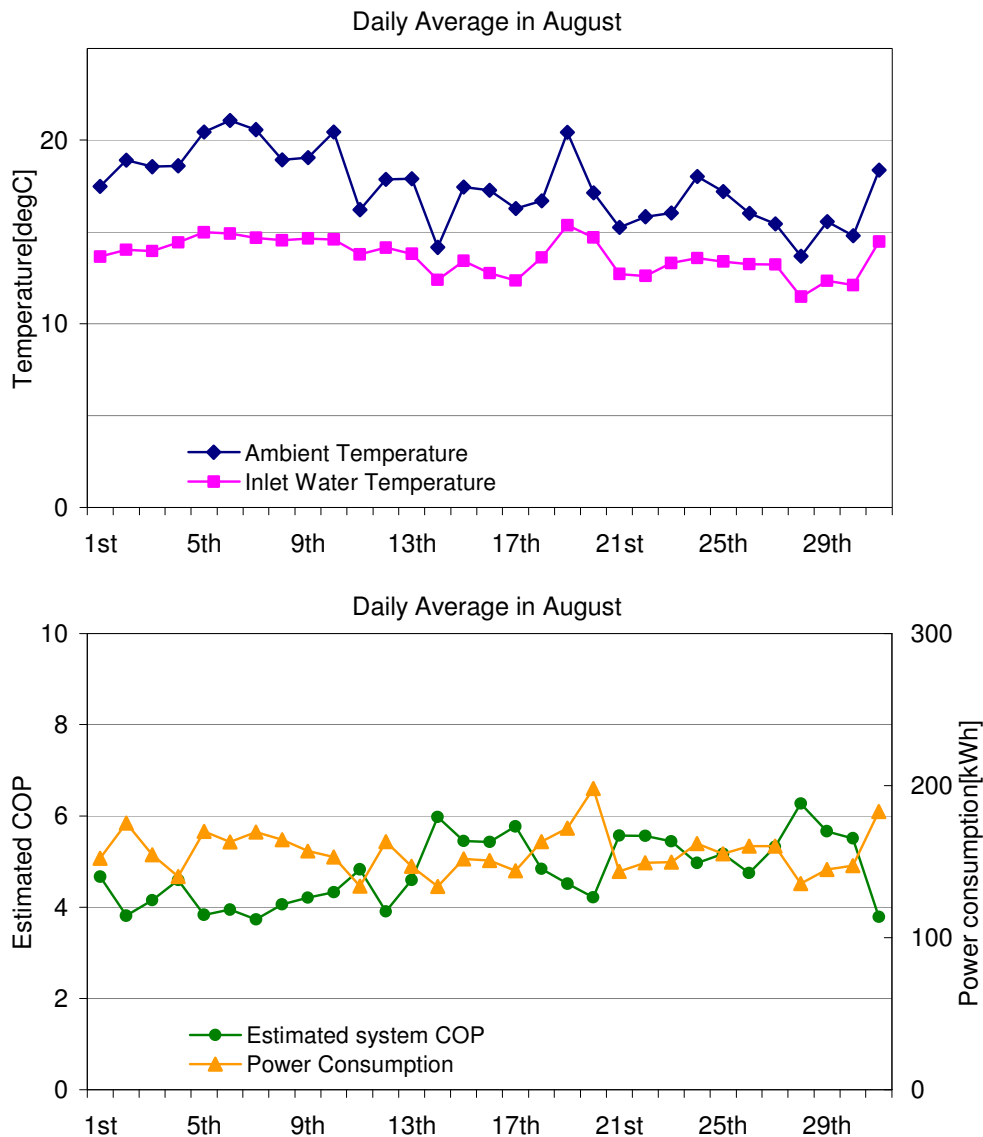 Daily Average in August
Temperature[degC]
20
10
0
Ambient Temperature
Inlet Water Temperature
1st 5th 9th 13th 17th 21st 25th 29th
Daily Average in August
Estimated COP
10
8
6
4
2
0
Estimated system COP
Power Consumption
300
200
100
0
Power consumption[kWh]
1st 5th 9th 13th 17th 21st 25th 29th